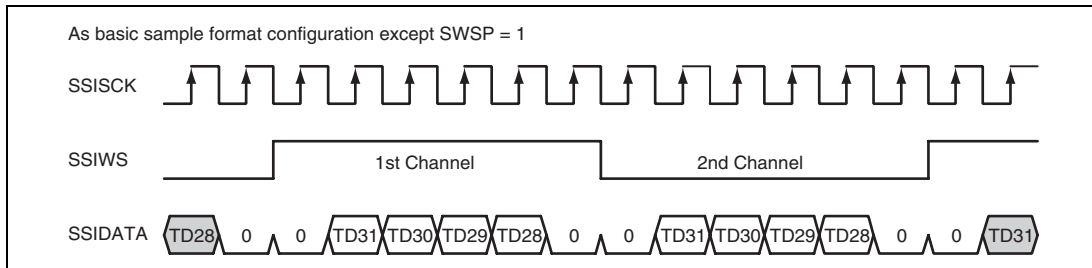 As basic sample format configuration except SWSP = 1
SSISCK
SSIWS 1st Channel 2nd Channel
SSIDATA TD28 0 0 TD31 TD30 TD29 TD28 0 0 TD31 TD30 TD29 TD28 0 0 TD31